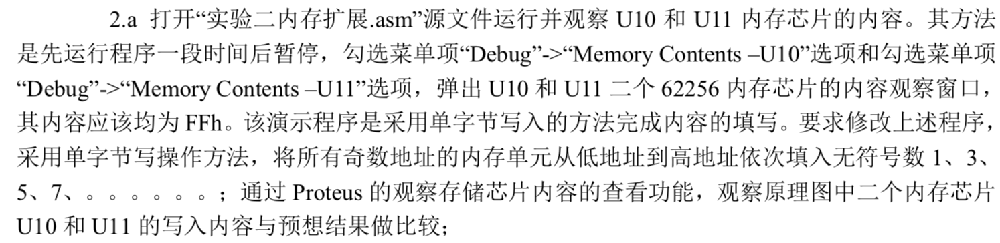 2.a 打开“实验二内存扩展.asm”源文件运行并观察 U10 和 U11 内存芯片的内容。其方法
是先运行程序一段时间后暂停，勾选菜单项“Debug”->“Memory Contents –U10”选项和勾选菜单项
“Debug”->“Memory Contents –U11”选项，弹出 U10 和 U11 二个 62256 内存芯片的内容观察窗口，
其内容应该均为 FFh。该演示程序是采用单字节写入的方法完成内容的填写。要求修改上述程序，
采用单字节写操作方法，将所有奇数地址的内存单元从低地址到高地址依次填入无符号数 1、3、
5、7、。。。。。。。；通过 Proteus 的观察存储芯片内容的查看功能，观察原理图中二个内存芯片
U10 和 U11 的写入内容与预想结果做比较；